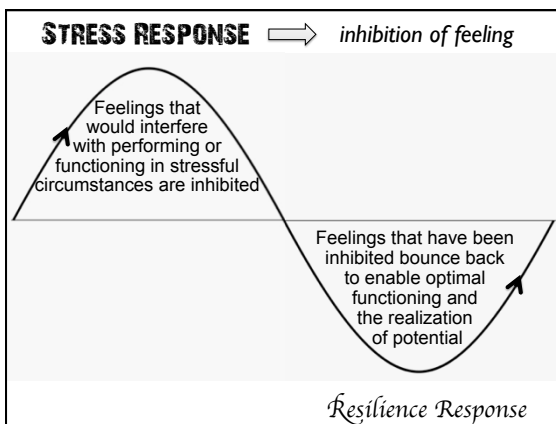 STRESS RESPONSE inhibition of feeling
Feelings that
would interfere
with performing or
functioning in stressful
circumstances are inhibited
Feelings that have been
inhibited bounce back
to enable optimal
functioning and
the realization
of potential
Resilience Response